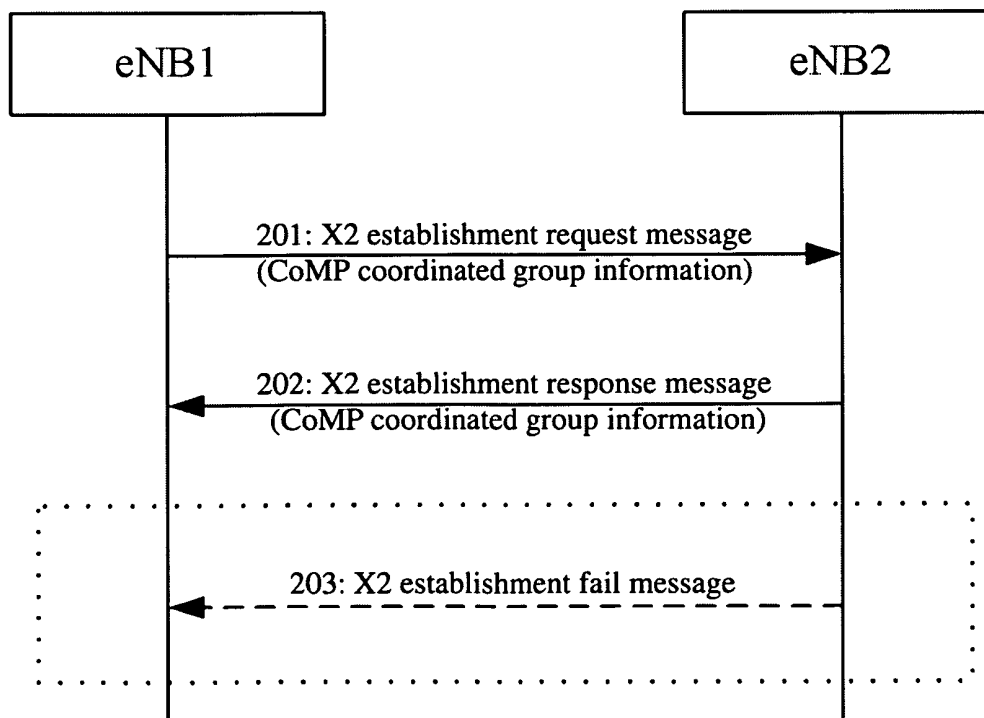 eNB1
eNB2
201: X2 establishment request message
(CoMP coordinated group information)
202: X2 establishment response message
(CoMP coordinated group information)
203: X2 establishment fail message